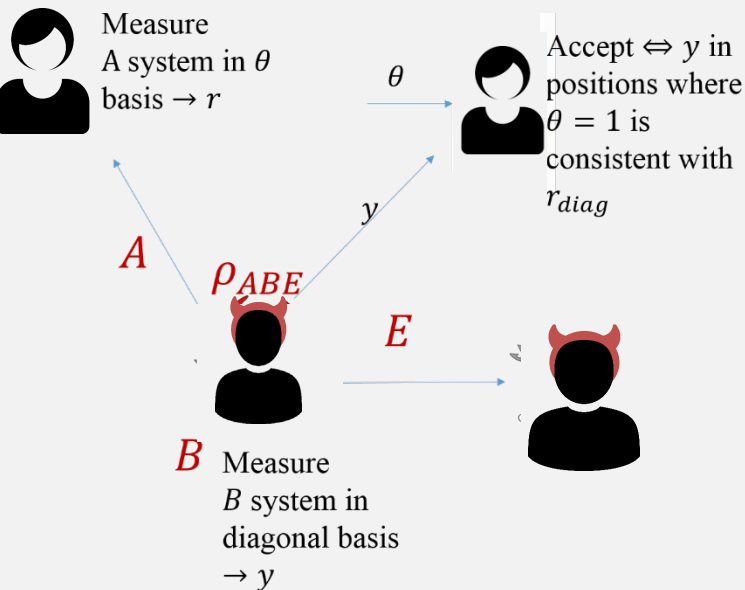 Measure
A system in θ
basis → r
θ
Accept ⇔ y in
positions where
θ = 1 is
consistent with
r_diag
y
A
ρ_ABE
E
B
Measure
B system in
diagonal basis
→ y